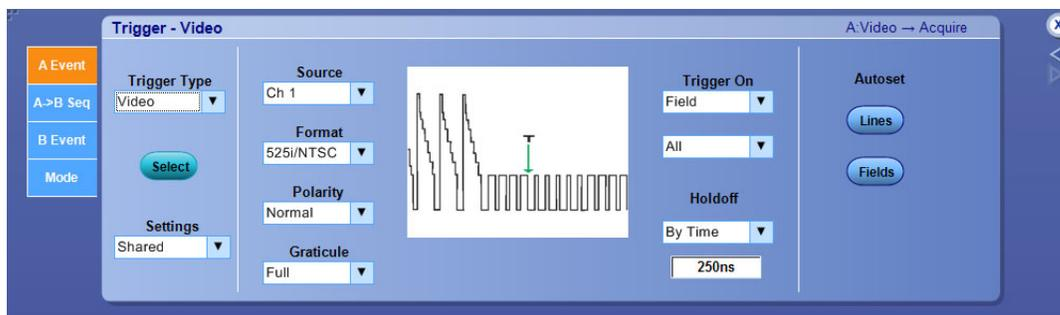 Trigger - Video
A:Video → Acquire
A Event
A->B Seq
B Event
Mode
Trigger Type
Video
Select
Settings
Shared
Source
Ch 1
Format
525i/NTSC
Polarity
Normal
Graticule
Full
T
Trigger On
Field
All
Holdoff
By Time
250ns
Autoset
Lines
Fields
X